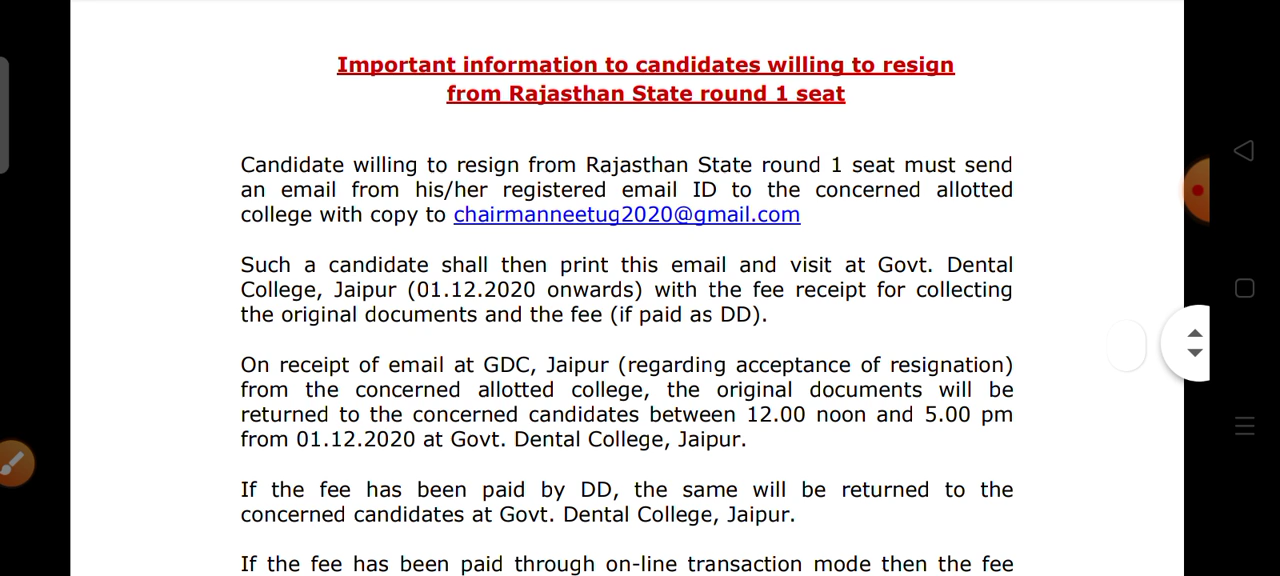 Important information to candidates willing to resign
from Rajasthan State round 1 seat
Candidate willing to resign from Rajasthan State round 1 seat must send
an email from his/her registered email ID to the concerned allotted
college with copy to chairmanneetug2020@gmail.com
Such a candidate shall then print this email and visit at Govt. Dental
College, Jaipur (01.12.2020 onwards) with the fee receipt for collecting
the original documents and the fee (if paid as DD).
On receipt of email at GDC, Jaipur (regarding acceptance of resignation)
from the concerned allotted college, the original documents will be
returned to the concerned candidates between 12.00 noon and 5.00 pm
from 01.12.2020 at Govt. Dental College, Jaipur.
If the fee has been paid by DD, the same will be returned to the
concerned candidates at Govt. Dental College, Jaipur.
If the fee has been paid through on-line transaction mode then the fee